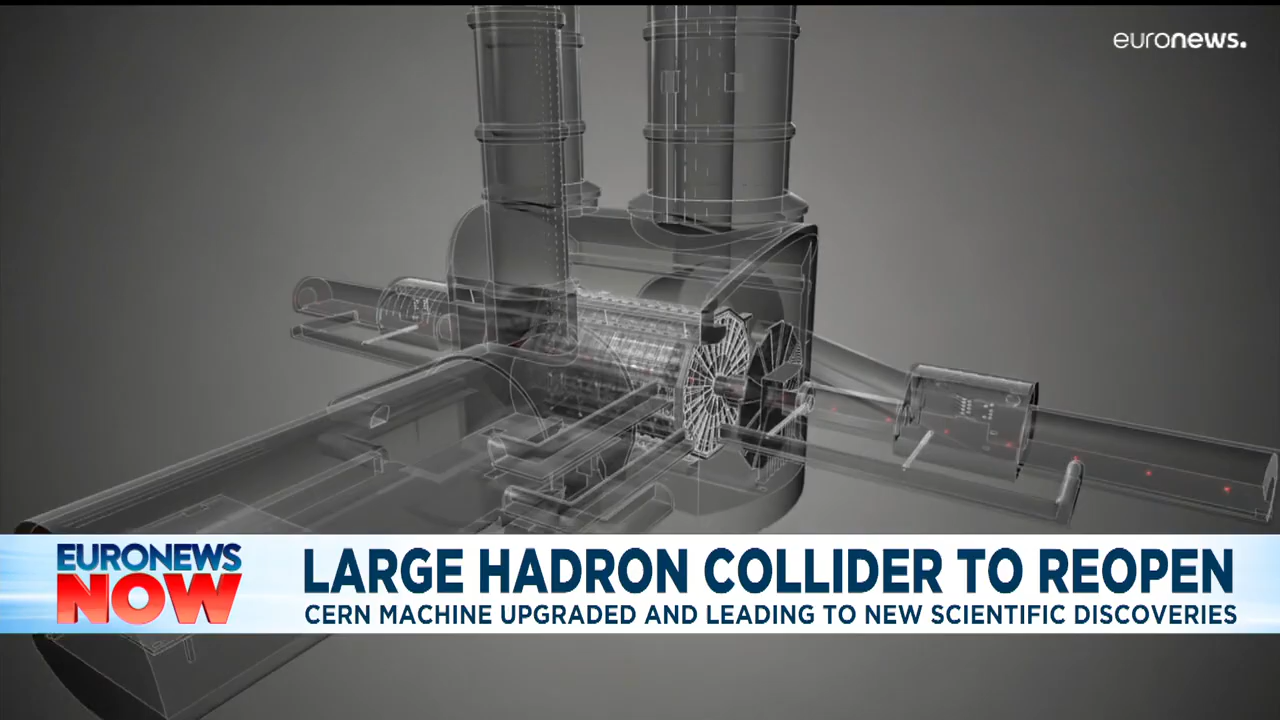 euronews.
EURONEWS
NOW
LARGE HADRON COLLIDER TO REOPEN
CERN MACHINE UPGRADED AND LEADING TO NEW SCIENTIFIC DISCOVERIES